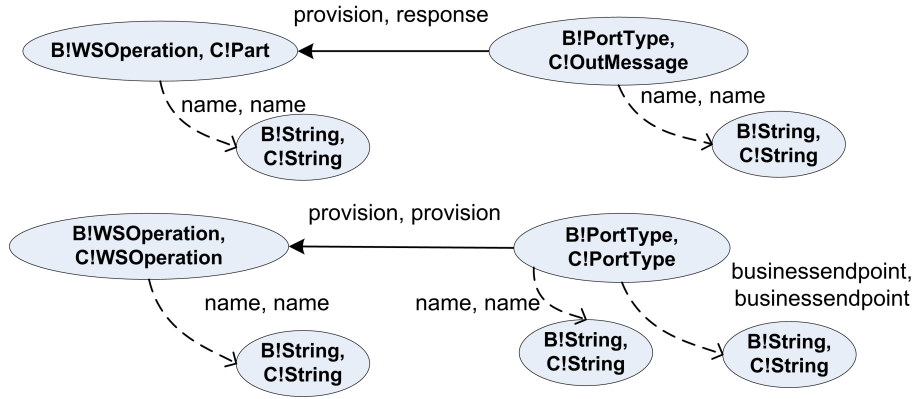 provision, response
B!WSOperation, C!Part
B!PortType,
C!OutMessage
name, name
name, name
B!String,
C!String
B!String,
C!String
provision, provision
B!WSOperation,
C!WSOperation
B!PortType,
C!PortType
businessendpoint,
businessendpoint
name, name
name, name
B!String,
C!String
B!String,
C!String
B!String,
C!String